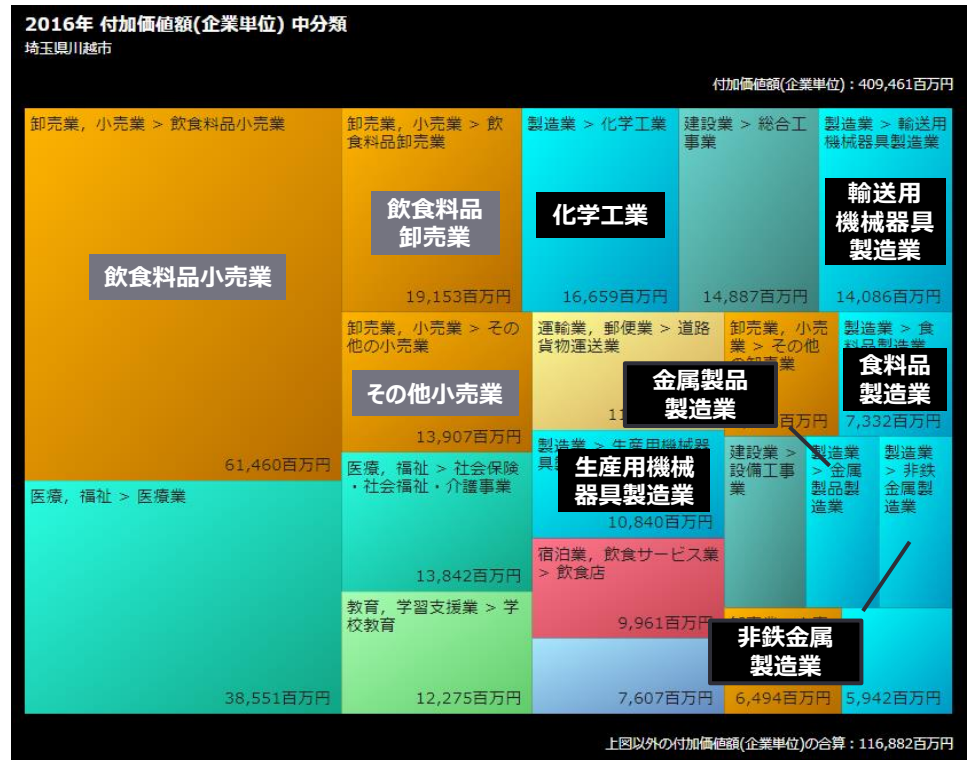 2016年 付加価値額(企業単位) 中分類
埼玉県川越市
付加価値額(企業単位)：409,461百万円
卸売業，小売業 > 飲食料品小売業
飲食料品小売業
61,460百万円
卸売業，小売業 > 飲
食料品卸売業
飲食料品
卸売業
19,153百万円
製造業 > 化学工業
化学工業
16,659百万円
建設業 > 総合工
事業
14,887百万円
製造業 > 輸送用
機械器具製造業
輸送用
機械器具
製造業
14,086百万円
卸売業，小売業 > その
他の小売業
その他小売業
13,907百万円
運輸業，郵便業 > 道路
貨物運送業
11
卸売業，小売
業 > その他
百万円
製造業 > 食
料品製造業
食料品
製造業
7,332百万円
金属製品
製造業
医療，福祉 > 医療業
38,551百万円
医療，福祉 > 社会保険
・社会福祉・介護事業
13,842百万円
製造業 > 生産用機械器
生産用機械
器具製造業
10,840百万円
建設業 >
設備工事
業
製造業
> 金属
製品製
造業
製造業
> 非鉄
金属製
造業
宿泊業，飲食サービス業
> 飲食店
9,961百万円
教育，学習支援業 > 学
校教育
12,275百万円
非鉄金属
製造業
7,607百万円
6,494百万円
5,942百万円
上図以外の付加価値額(企業単位)の合算：116,882百万円